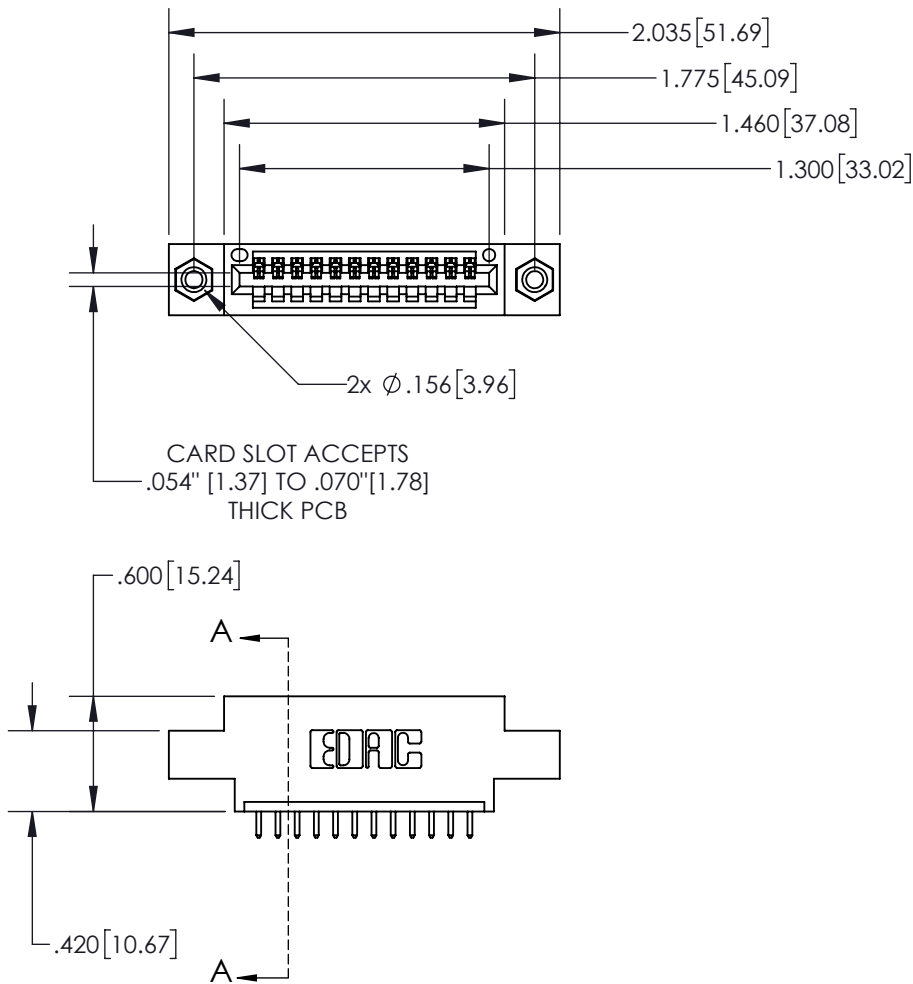 2.035[51.69]
1.775[45.09]
1.460[37.08]
1.300[33.02]
2x ∅.156[3.96]
CARD SLOT ACCEPTS
.054" [1.37] TO .070"[1.78]
THICK PCB
.600[15.24]
A
EDAC
.420[10.67]
A